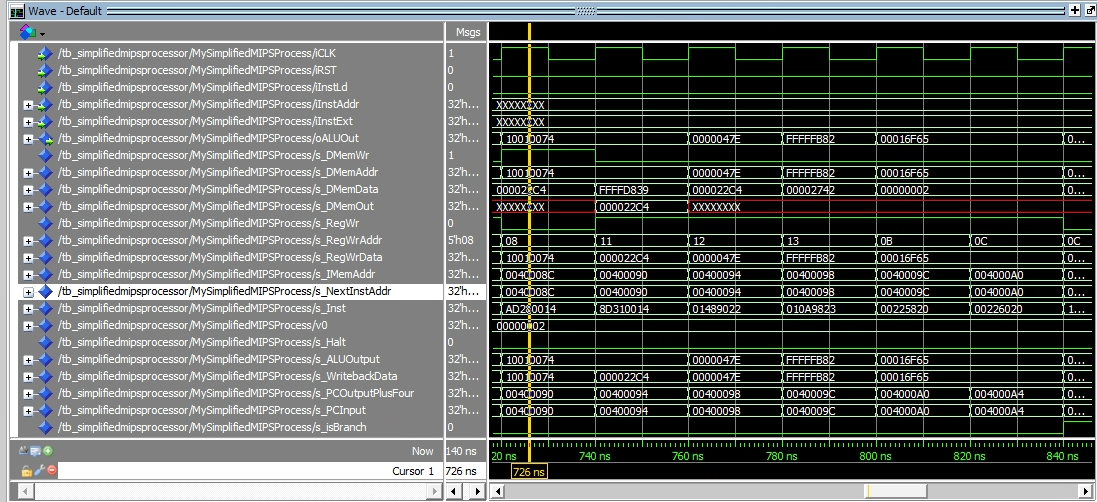 Wave - Default
Msgs
/tb_simplifiedmipsprocessor/MySimplifiedMIPSProcess/iCLK 1
/tb_simplifiedmipsprocessor/MySimplifiedMIPSProcess/iRST 0
/tb_simplifiedmipsprocessor/MySimplifiedMIPSProcess/iInstLd 0
/tb_simplifiedmipsprocessor/MySimplifiedMIPSProcess/iInstAddr 32'h... XXXXXXXX
/tb_simplifiedmipsprocessor/MySimplifiedMIPSProcess/iInstExt 32'h... XXXXXXXX
/tb_simplifiedmipsprocessor/MySimplifiedMIPSProcess/oALUOut 32'h... 10010074 0000047E FFFFFB82 00016F65 0...
/tb_simplifiedmipsprocessor/MySimplifiedMIPSProcess/s_DMemWr 1
/tb_simplifiedmipsprocessor/MySimplifiedMIPSProcess/s_DMemAddr 32'h... 10010074 0000047E FFFFFB82 00016F65 0...
/tb_simplifiedmipsprocessor/MySimplifiedMIPSProcess/s_DMemData 32'h... 000022C4 FFFFD839 000022C4 00002742 00000002 0...
/tb_simplifiedmipsprocessor/MySimplifiedMIPSProcess/s_DMemOut 32'h... XXXXXXXX 000022C4 XXXXXXXX
/tb_simplifiedmipsprocessor/MySimplifiedMIPSProcess/s_RegWr 0
/tb_simplifiedmipsprocessor/MySimplifiedMIPSProcess/s_RegWrAddr 5'h08 08 11 12 13 0B 0C 0C
/tb_simplifiedmipsprocessor/MySimplifiedMIPSProcess/s_RegWrData 32'h... 10010074 000022C4 0000047E FFFFFB82 00016F65 0...
/tb_simplifiedmipsprocessor/MySimplifiedMIPSProcess/s_IMemAddr 32'h... 0040008C 00400090 00400094 00400098 0040009C 004000A0 0...
/tb_simplifiedmipsprocessor/MySimplifiedMIPSProcess/s_NextInstAddr 32'h... 0040008C 00400090 00400094 00400098 0040009C 004000A0 0...
/tb_simplifiedmipsprocessor/MySimplifiedMIPSProcess/s_Inst 32'h... AD280014 8D310014 01489022 010A9823 00225820 00226020 1...
/tb_simplifiedmipsprocessor/MySimplifiedMIPSProcess/v0 32'h... 00000002
/tb_simplifiedmipsprocessor/MySimplifiedMIPSProcess/s_Halt 0
/tb_simplifiedmipsprocessor/MySimplifiedMIPSProcess/s_ALUOutput 32'h... 10010074 0000047E FFFFFB82 00016F65 0...
/tb_simplifiedmipsprocessor/MySimplifiedMIPSProcess/s_WritebackData 32'h... 10010074 000022C4 0000047E FFFFFB82 00016F65 0...
/tb_simplifiedmipsprocessor/MySimplifiedMIPSProcess/s_PCOutputPlusFour 32'h... 00400090 00400094 00400098 0040009C 004000A0 004000A4 0...
/tb_simplifiedmipsprocessor/MySimplifiedMIPSProcess/s_PCInput 32'h... 00400090 00400094 00400098 0040009C 004000A0 004000A4 0...
/tb_simplifiedmipsprocessor/MySimplifiedMIPSProcess/s_isBranch 0
Now 140 ns 20 ns 740 ns 760 ns 780 ns 800 ns 820 ns 840 ns
Cursor 1 726 ns 726 ns